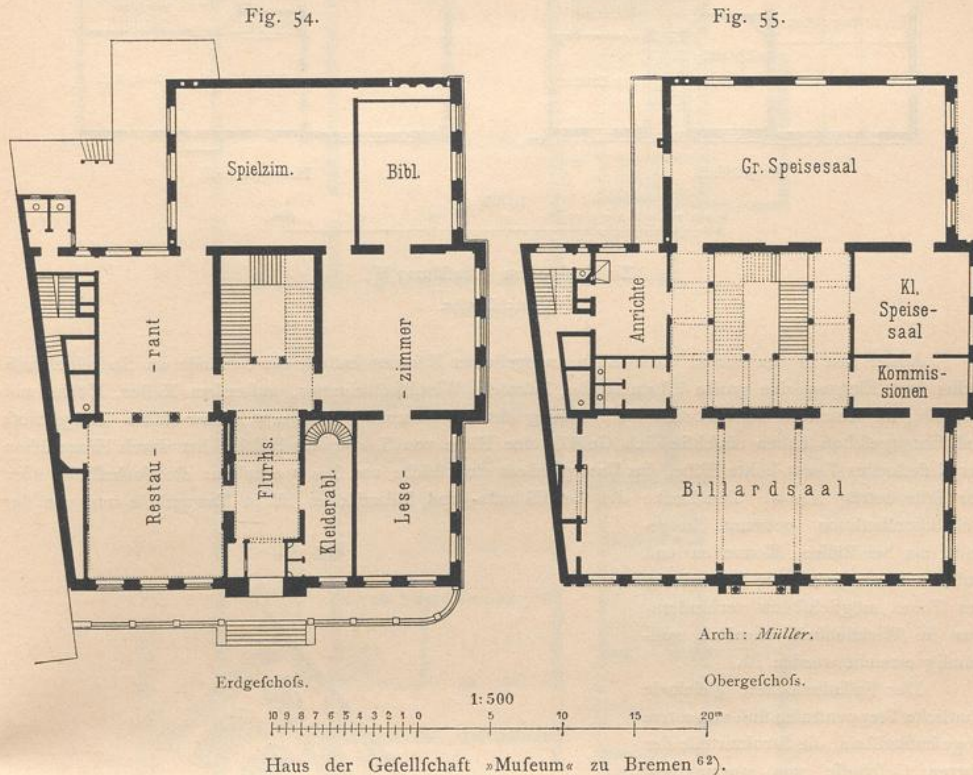 Fig. 54.
Fig. 55.
Spielzim.
Bibl.
Restau-
rant
Flurhs.
Kleiderabl.
Lese-
-zimmer
Gr. Speisesaal
Anrichte
Kl.
Speise-
saal
Kommis-
sionen
Billardsaal
Arch.: Müller.
Erdgeſchoſs.
Obergeſchoſs.
1:500
10 9 8 7 6 5 4 3 2 1 0 5 10 15 20m
Haus der Geſellſchaft »Muſeum« zu Bremen 62).